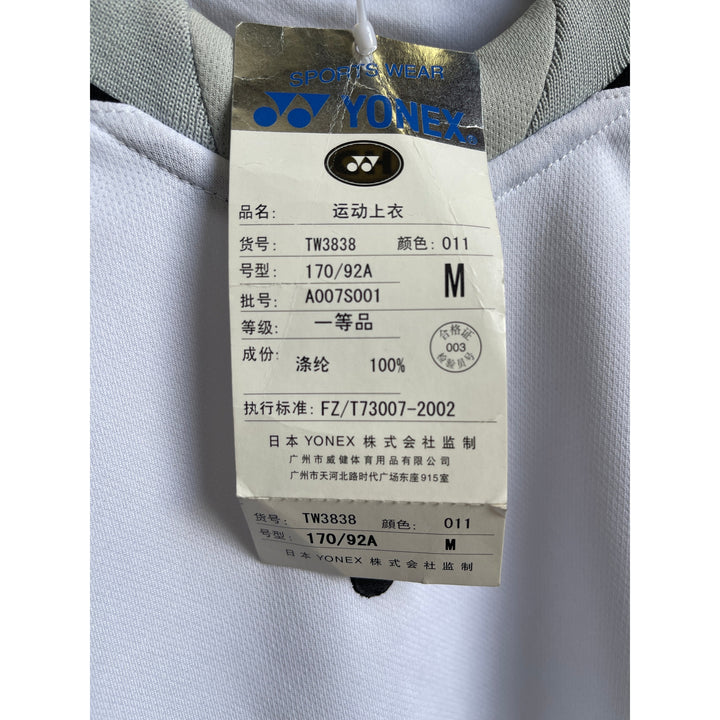 SPORTS WEAR
YONEX®
品名: 运动上衣
货号: TW3838 颜色: 011
号型: 170/92A M
批号: A007S001
等级: 一等品
合格证
003
检验员号
成份: 涤纶 100%
执行标准: FZ/T73007-2002
日本 YONEX 株式会社监制
广州市威健体育用品有限公司
广州市天河北路时代广场东座915室
货号: TW3838 顔色: 011
号型: 170/92A M
日本 YONEX 株式会社监制